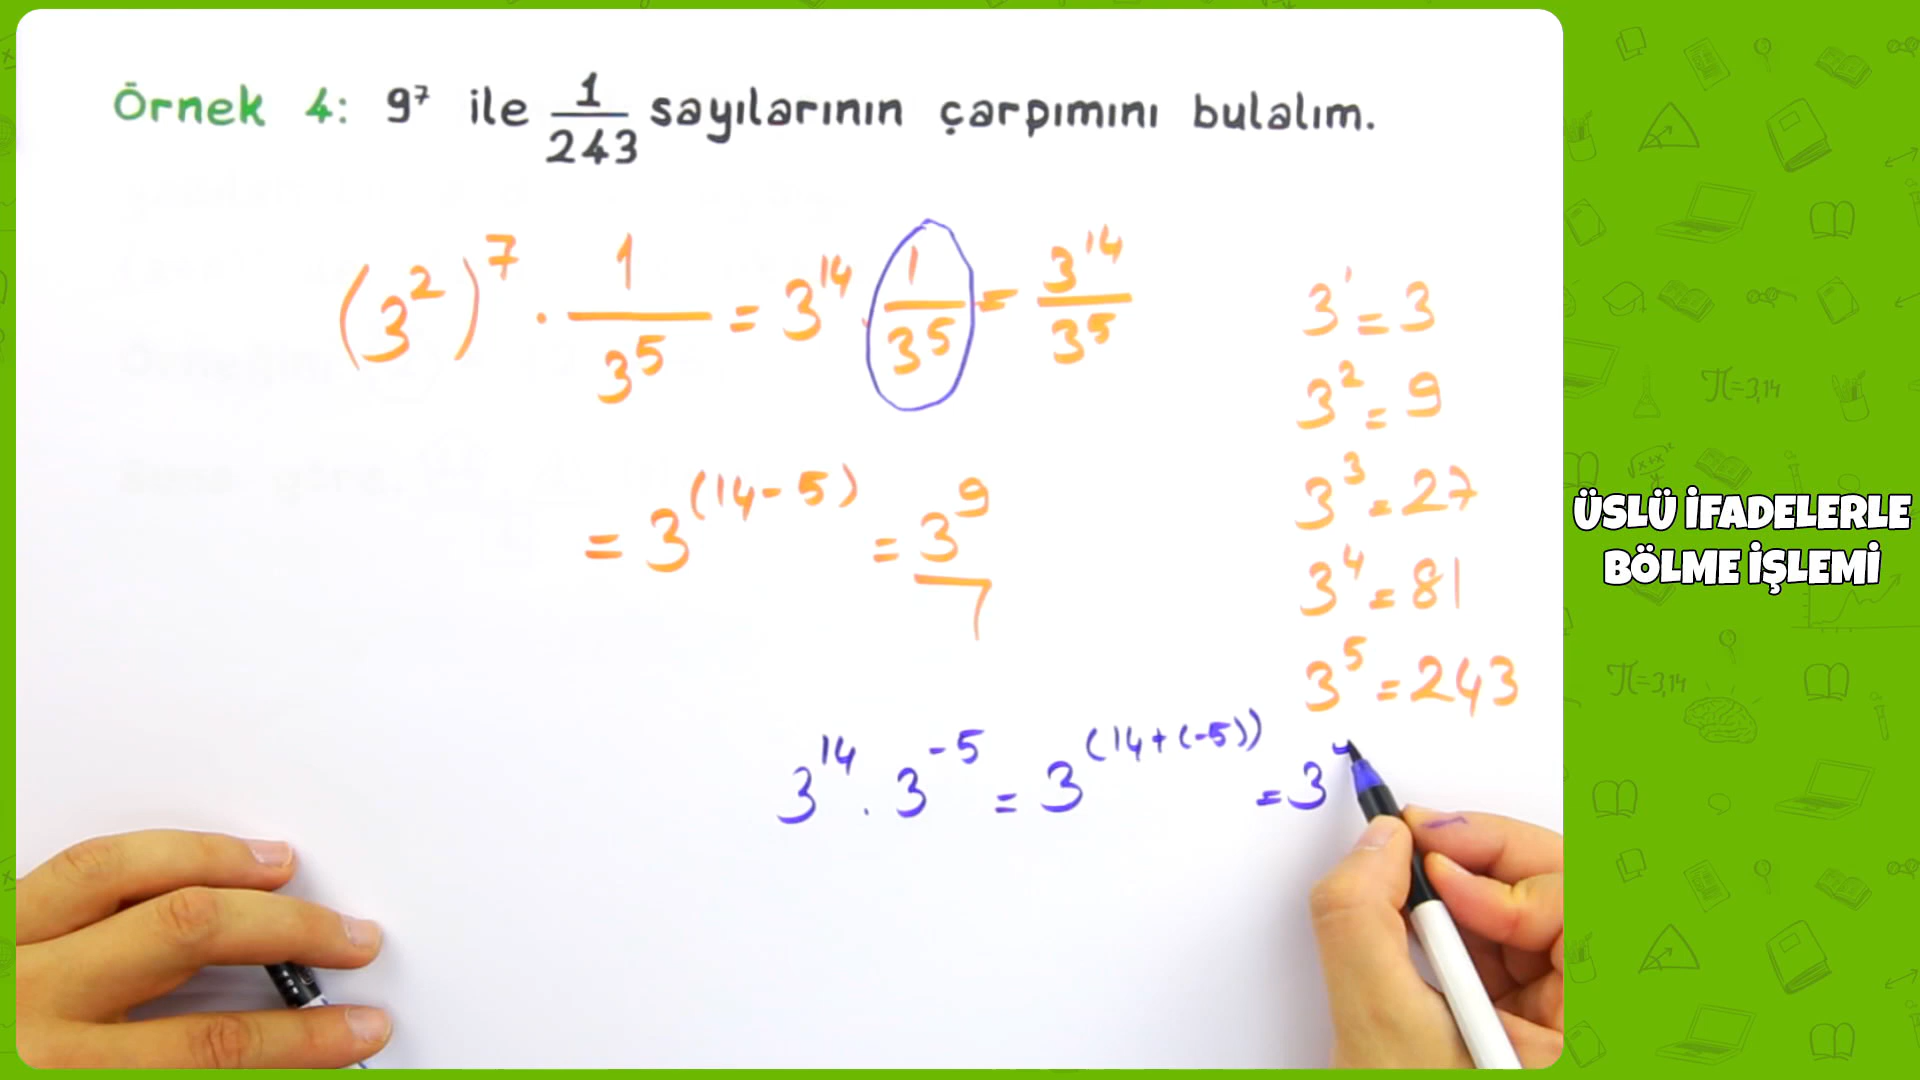 Örnek 4: 9⁷ ile 1/243 sayılarının çarpımını bulalım.
(3²)⁷ · 1/3⁵ = 3¹⁴ · 1/3⁵ = 3¹⁴/3⁵
= 3⁽¹⁴⁻⁵⁾ = 3⁹
3¹ = 3
3² = 9
3³ = 27
3⁴ = 81
3⁵ = 243
3¹⁴ · 3⁻⁵ = 3⁽¹⁴⁺⁽⁻⁵⁾⁾ = 3
ÜSLÜ İFADELERLE
BÖLME İŞLEMİ
π=3,14
π=3,14